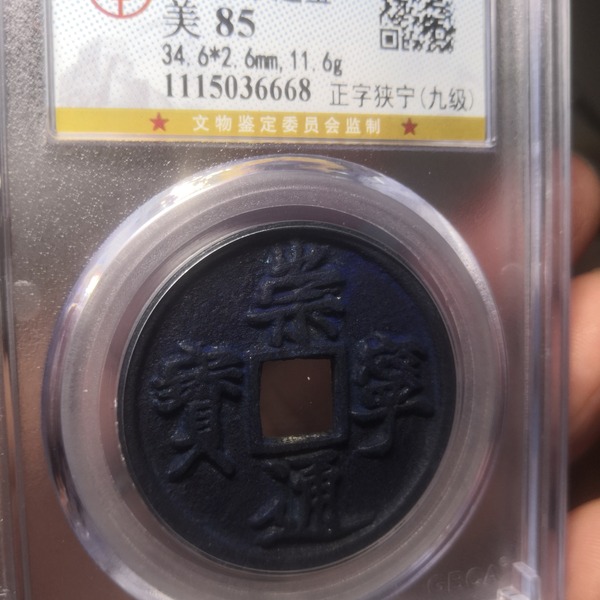 美 85
34.6*2.6mm,11.6g
1115036668 正字狭宁(九级)
★ 文物鉴定委员会监制 ★
崇
寶 寧
通